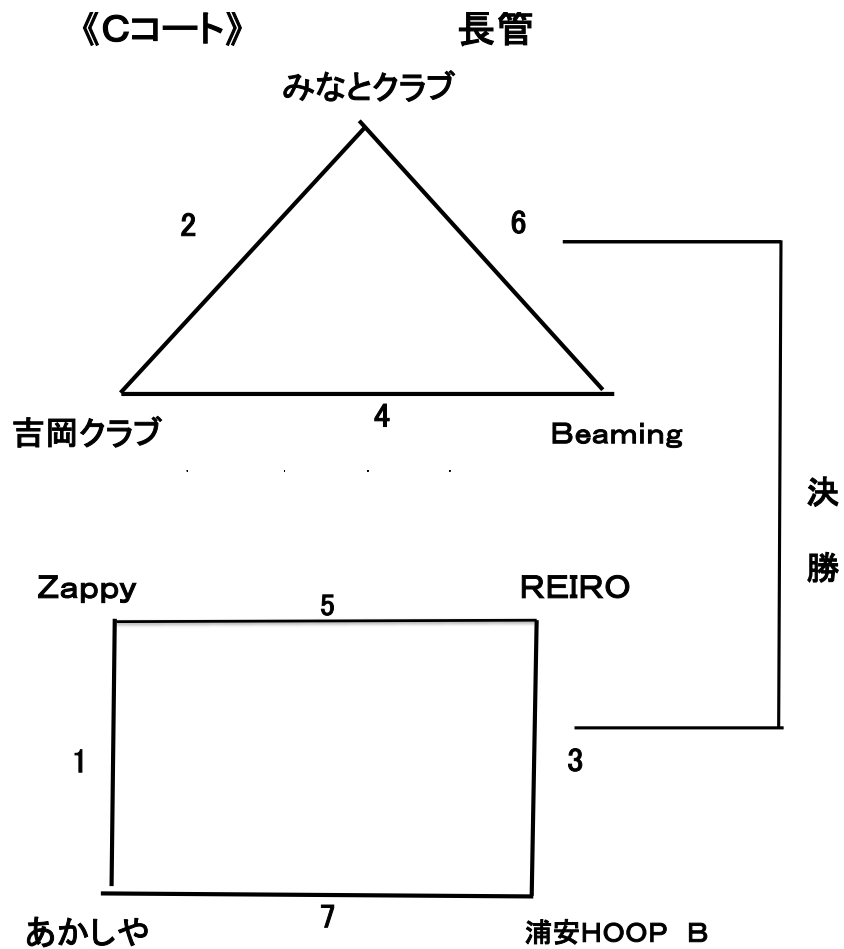 《Cコート》 長管
みなとクラブ
2 6
4
吉岡クラブ Beaming
決勝
Zappy REIRO
5
1 3
7
あかしや 浦安HOOP B